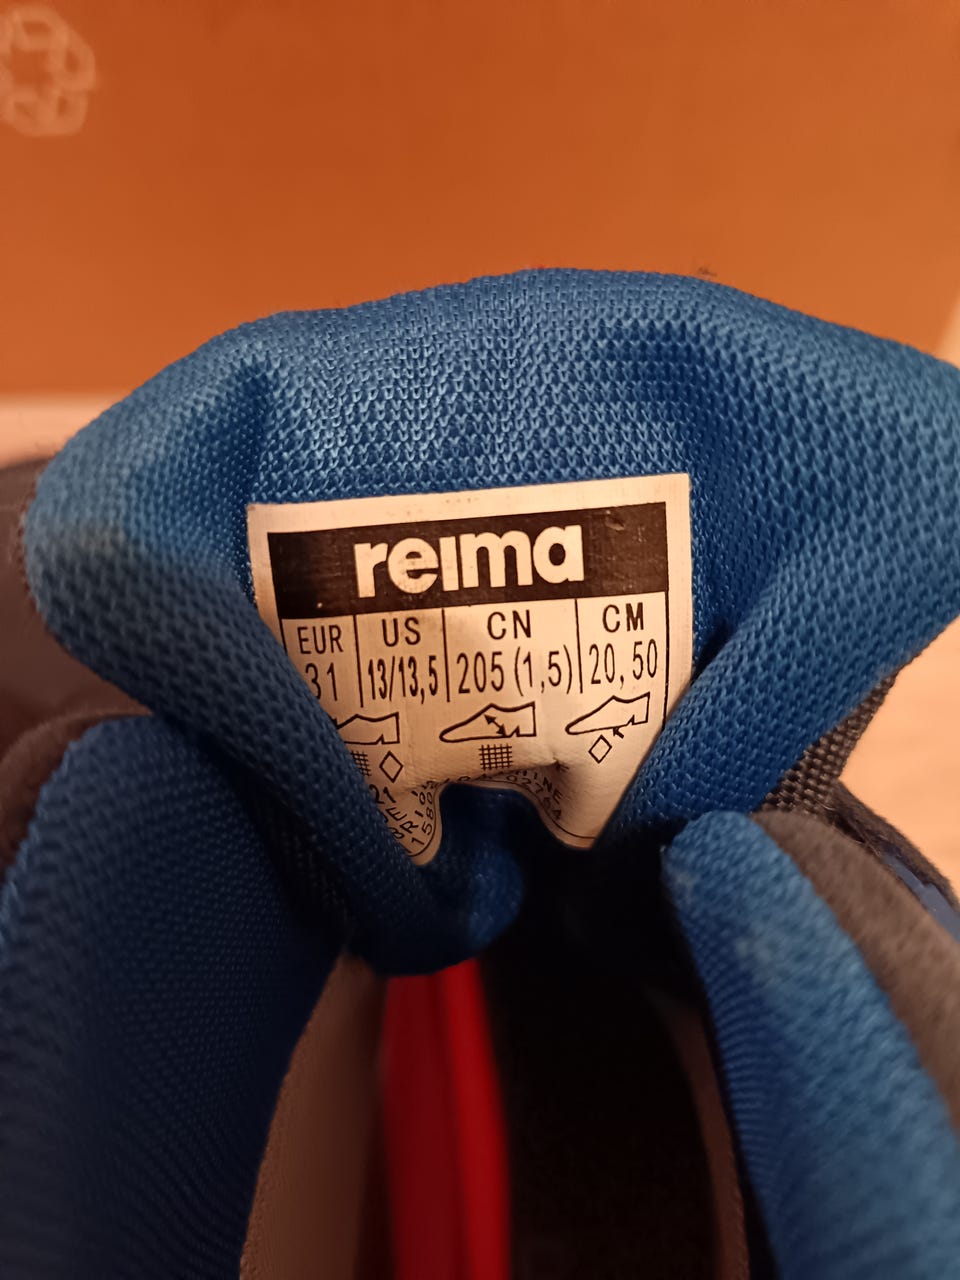 reima
EUR US CN CM
31 13/13,5 205 (1,5) 20, 50